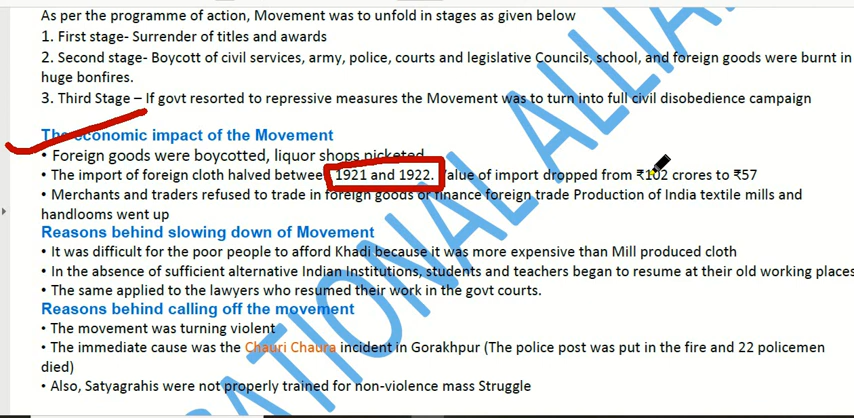 As per the programme of action, Movement was to unfold in stages as given below
1. First stage- Surrender of titles and awards
2. Second stage- Boycott of civil services, army, police, courts and legislative Councils, school, and foreign goods were burnt in
huge bonfires.
3. Third Stage – If govt resorted to repressive measures the Movement was to turn into full civil disobedience campaign
The economic impact of the Movement
• Foreign goods were boycotted, liquor shops picketed
• The import of foreign cloth halved between 1921 and 1922. Value of import dropped from ₹102 crores to ₹57
• Merchants and traders refused to trade in foreign goods or finance foreign trade Production of India textile mills and
handlooms went up
Reasons behind slowing down of Movement
• It was difficult for the poor people to afford Khadi because it was more expensive than Mill produced cloth
• In the absence of sufficient alternative Indian Institutions, students and teachers began to resume at their old working places
• The same applied to the lawyers who resumed their work in the govt courts.
Reasons behind calling off the movement
• The movement was turning violent
• The immediate cause was the Chauri Chaura incident in Gorakhpur (The police post was put in the fire and 22 policemen
died)
• Also, Satyagrahis were not properly trained for non-violence mass Struggle
RATIONAL ALLIA